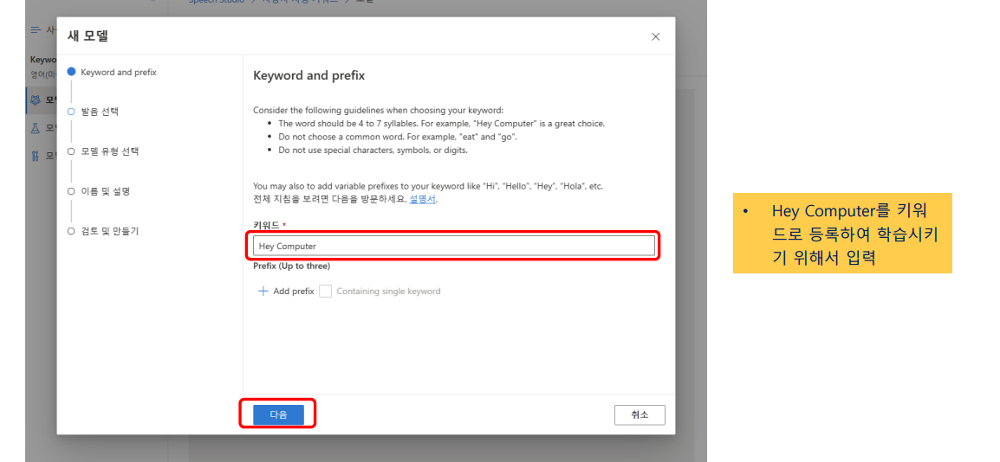 새 모델
Keyword and prefix
발음 선택
모델 유형 선택
이름 및 설명
검토 및 만들기
Keyword and prefix
Consider the following guidelines when choosing your keyword:
• The word should be 4 to 7 syllables. For example, "Hey Computer" is a great choice.
• Do not choose a common word. For example, "eat" and "go".
• Do not use special characters, symbols, or digits.
You may also to add variable prefixes to your keyword like "Hi", "Hello", "Hey", "Hola", etc.
전체 지침을 보려면 다음을 방문하세요. 설명서.
키워드 *
Hey Computer
Prefix (Up to three)
Add prefix Containing single keyword
다음
취소
• Hey Computer를 키워
드로 등록하여 학습시키
기 위해서 입력